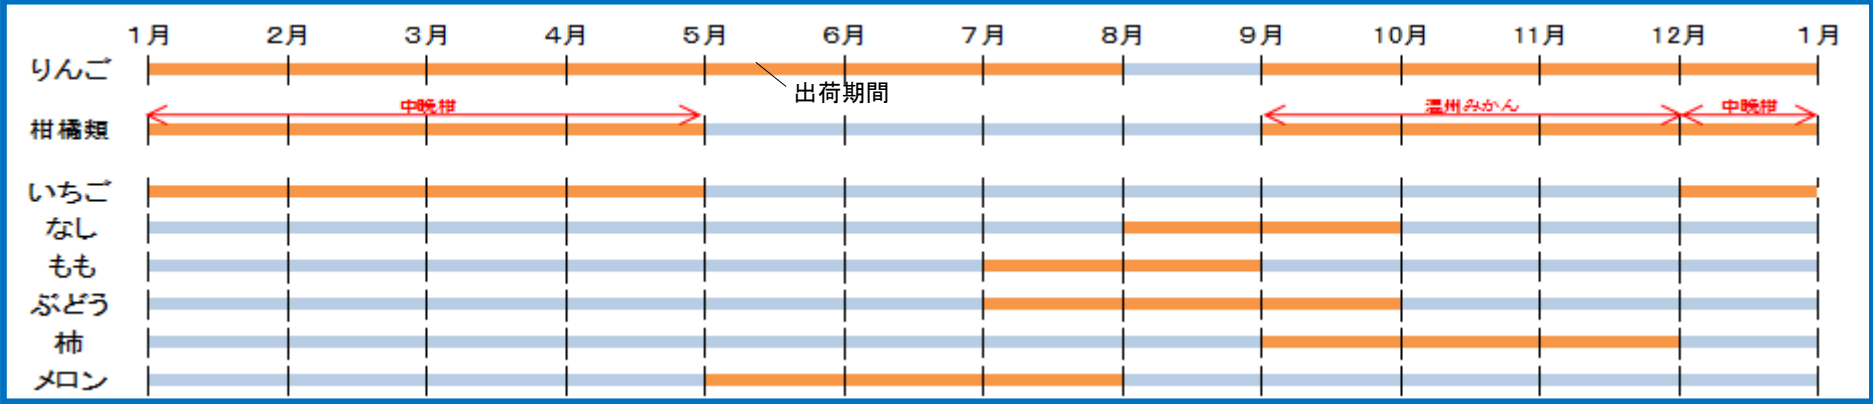 1月 2月 3月 4月 5月 6月 7月 8月 9月 10月 11月 12月 1月
りんご
出荷期間
中晩柑 温州みかん 中晩柑
柑橘類
いちご
なし
もも
ぶどう
柿
メロン